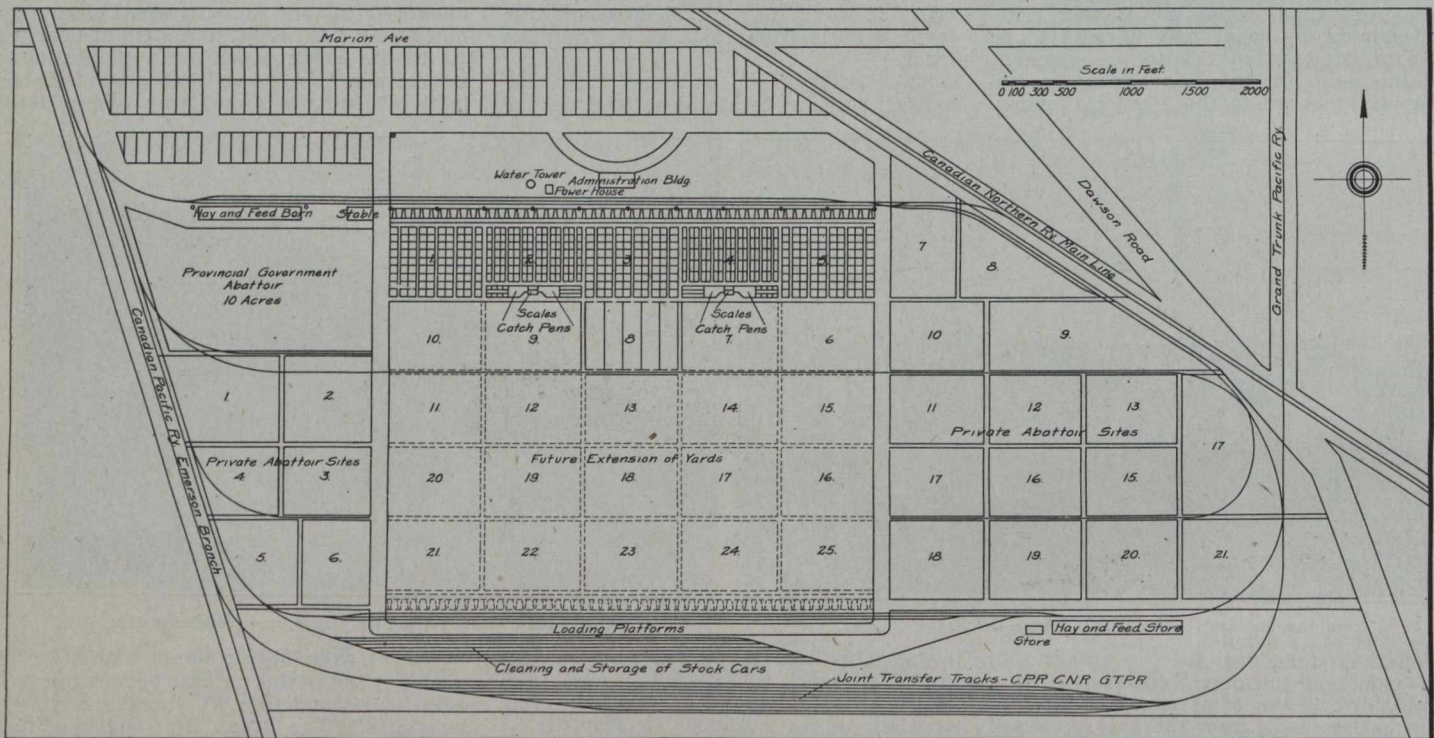 Marion Ave
Scale in Feet.
0 100 300 500 1000 1500 2000
Canadian Northern Ry Main Line
Dawson Road
Grand Trunk Pacific Ry.
Water Tower
Administration Bldg
Power House
Hay and Feed Barn
Stable
Provincial Government
Abattoir
10 Acres
Canadian Pacific Ry Emerson Branch
1. 2. 3. 4. 5.
7. 8.
Scales
Catch Pens
Scales
Catch Pens
10. 9. 8 7. 6
10. 9.
1. 2.
11. 12 13. 14. 15.
11 12 13
Private Abattoir Sites
17
Private Abattoir Sites
4. 3.
Future Extension of Yards
20. 19 18. 17 16.
17 16. 15.
5. 6.
21. 22. 23 24. 25.
18. 19. 20. 21.
Loading Platforms
Store
Hay and Feed Store
Cleaning and Storage of Stock Cars
Joint Transfer Tracks-CPR CNR GTPR